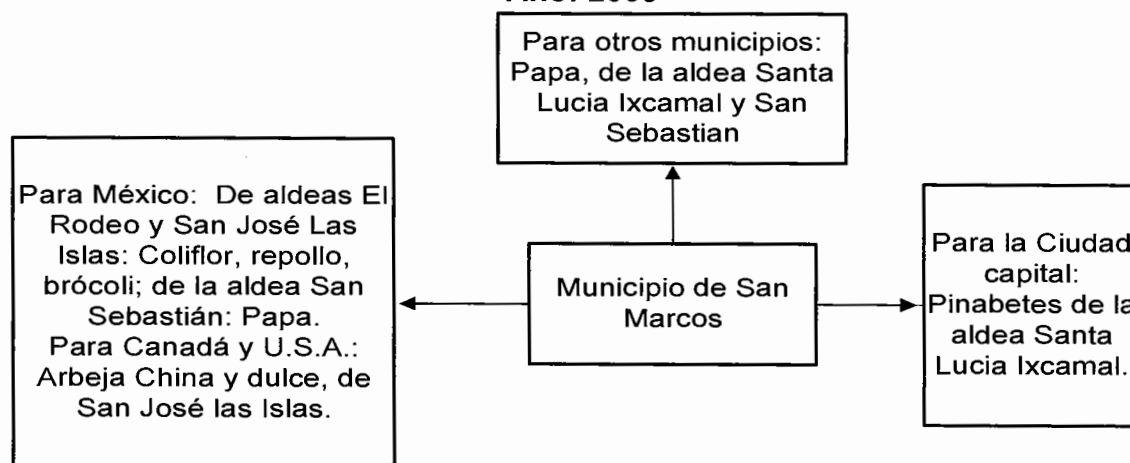 Para otros municipios:
Papa, de la aldea Santa
Lucia Ixcamal y San
Sebastian
Para México: De aldeas El
Rodeo y San José Las
Islas: Coliflor, repollo,
brócoli; de la aldea San
Sebastián: Papa.
Para Canadá y U.S.A.:
Arbeja China y dulce, de
San José las Islas.
Municipio de San
Marcos
Para la Ciudad
capital:
Pinabetes de la
aldea Santa
Lucia Ixcamal.